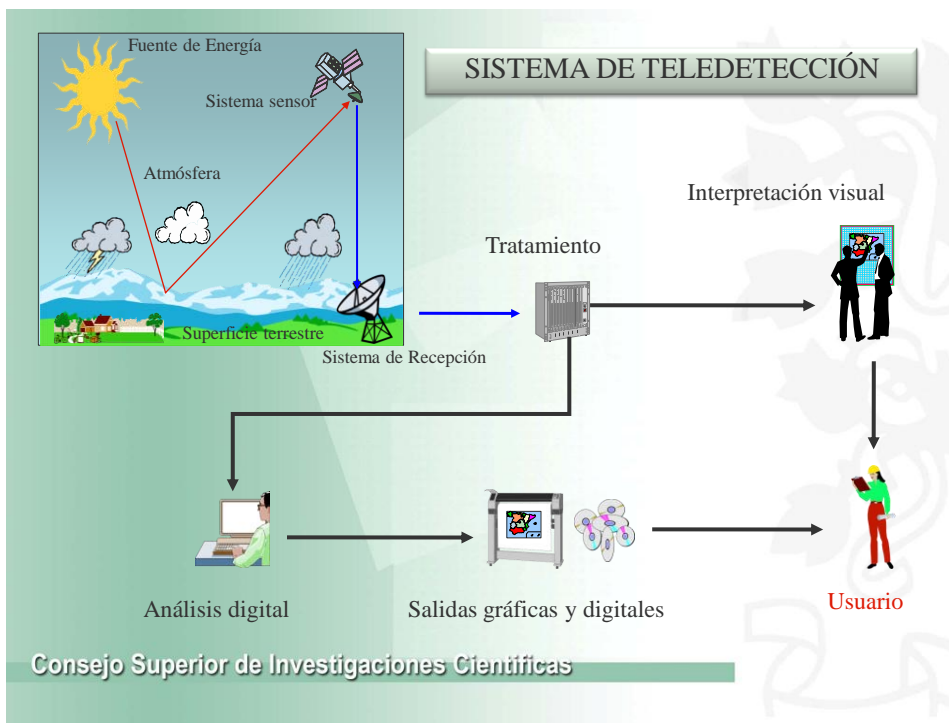 SISTEMA DE TELEDETECCIÓN
Fuente de Energía
Sistema sensor
Atmósfera
Superficie terrestre
Sistema de Recepción
Tratamiento
Interpretación visual
Análisis digital
Salidas gráficas y digitales
Usuario
Consejo Superior de Investigaciones Cientificas